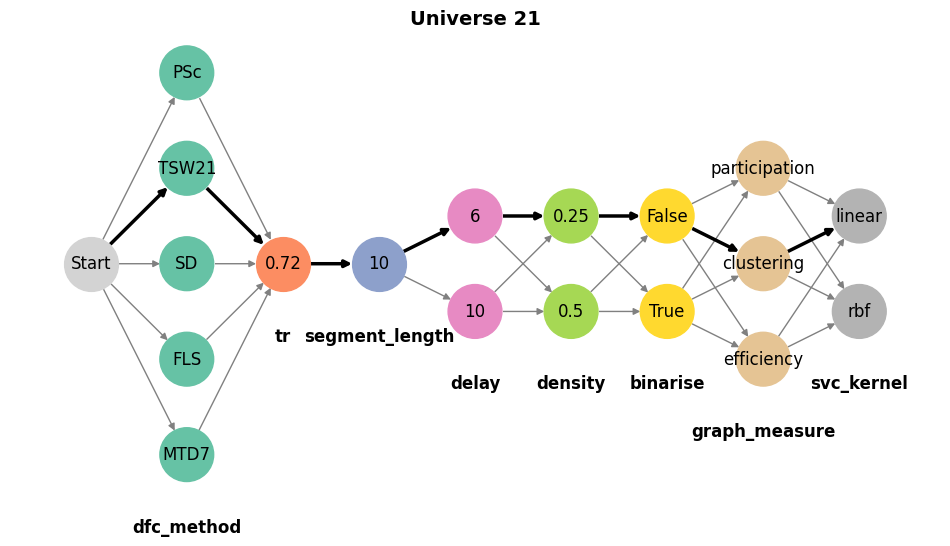 Universe 21
PSc
TSW21
participation
6
0.25
False
linear
Start
SD
0.72
10
clustering
10
0.5
True
rbf
tr
segment_length
FLS
efficiency
delay
density
binarise
svc_kernel
graph_measure
MTD7
dfc_method